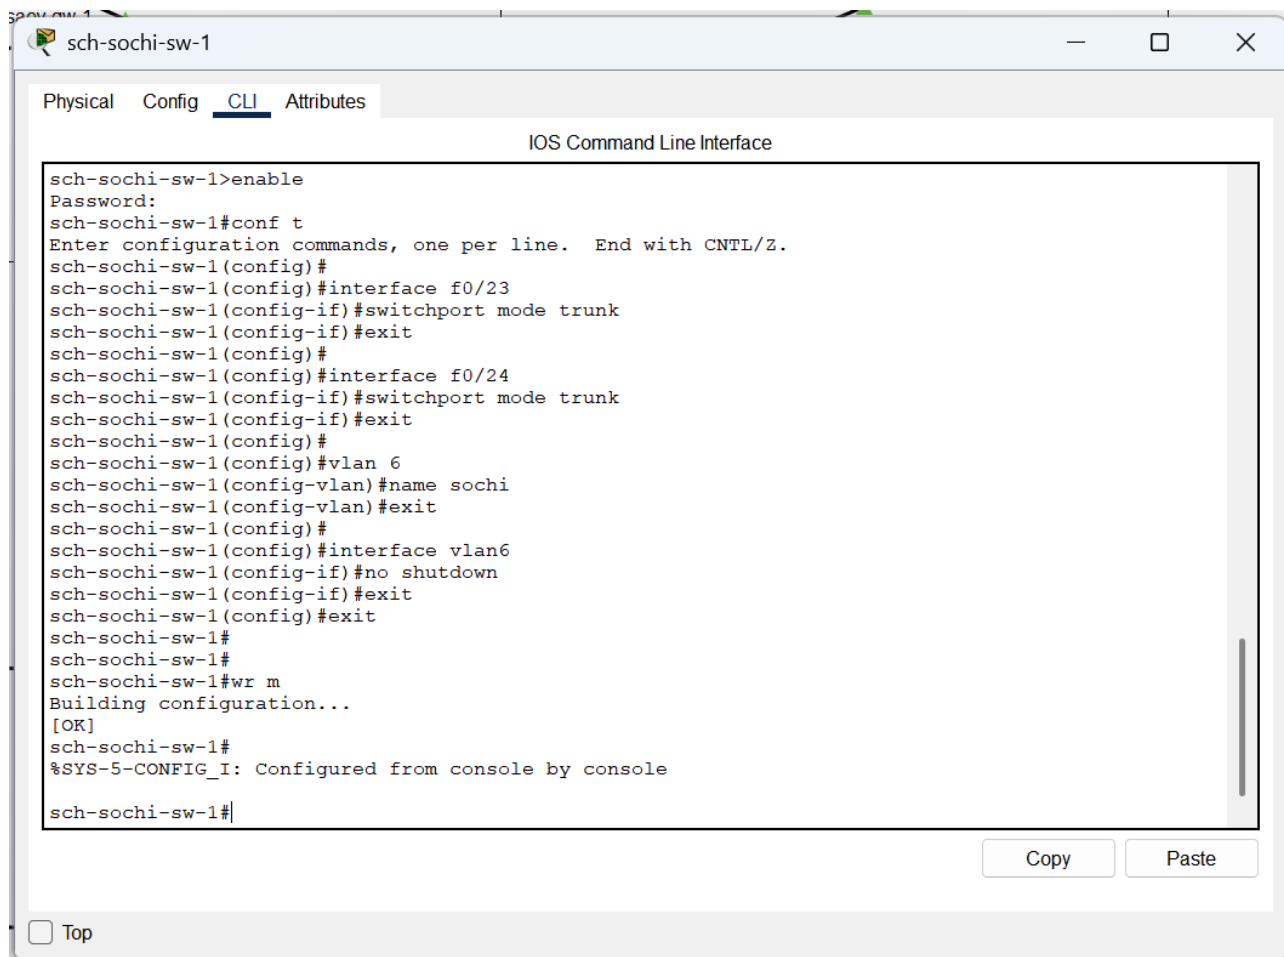 sch-sochi-sw-1
Physical Config CLI Attributes
IOS Command Line Interface
sch-sochi-sw-1>enable
Password:
sch-sochi-sw-1#conf t
Enter configuration commands, one per line.  End with CNTL/Z.
sch-sochi-sw-1(config)#
sch-sochi-sw-1(config)#interface f0/23
sch-sochi-sw-1(config-if)#switchport mode trunk
sch-sochi-sw-1(config-if)#exit
sch-sochi-sw-1(config)#
sch-sochi-sw-1(config)#interface f0/24
sch-sochi-sw-1(config-if)#switchport mode trunk
sch-sochi-sw-1(config-if)#exit
sch-sochi-sw-1(config)#
sch-sochi-sw-1(config)#vlan 6
sch-sochi-sw-1(config-vlan)#name sochi
sch-sochi-sw-1(config-vlan)#exit
sch-sochi-sw-1(config)#
sch-sochi-sw-1(config)#interface vlan6
sch-sochi-sw-1(config-if)#no shutdown
sch-sochi-sw-1(config-if)#exit
sch-sochi-sw-1(config)#exit
sch-sochi-sw-1#
sch-sochi-sw-1#
sch-sochi-sw-1#wr m
Building configuration...
[OK]
sch-sochi-sw-1#
%SYS-5-CONFIG_I: Configured from console by console
sch-sochi-sw-1#
Copy Paste
Top